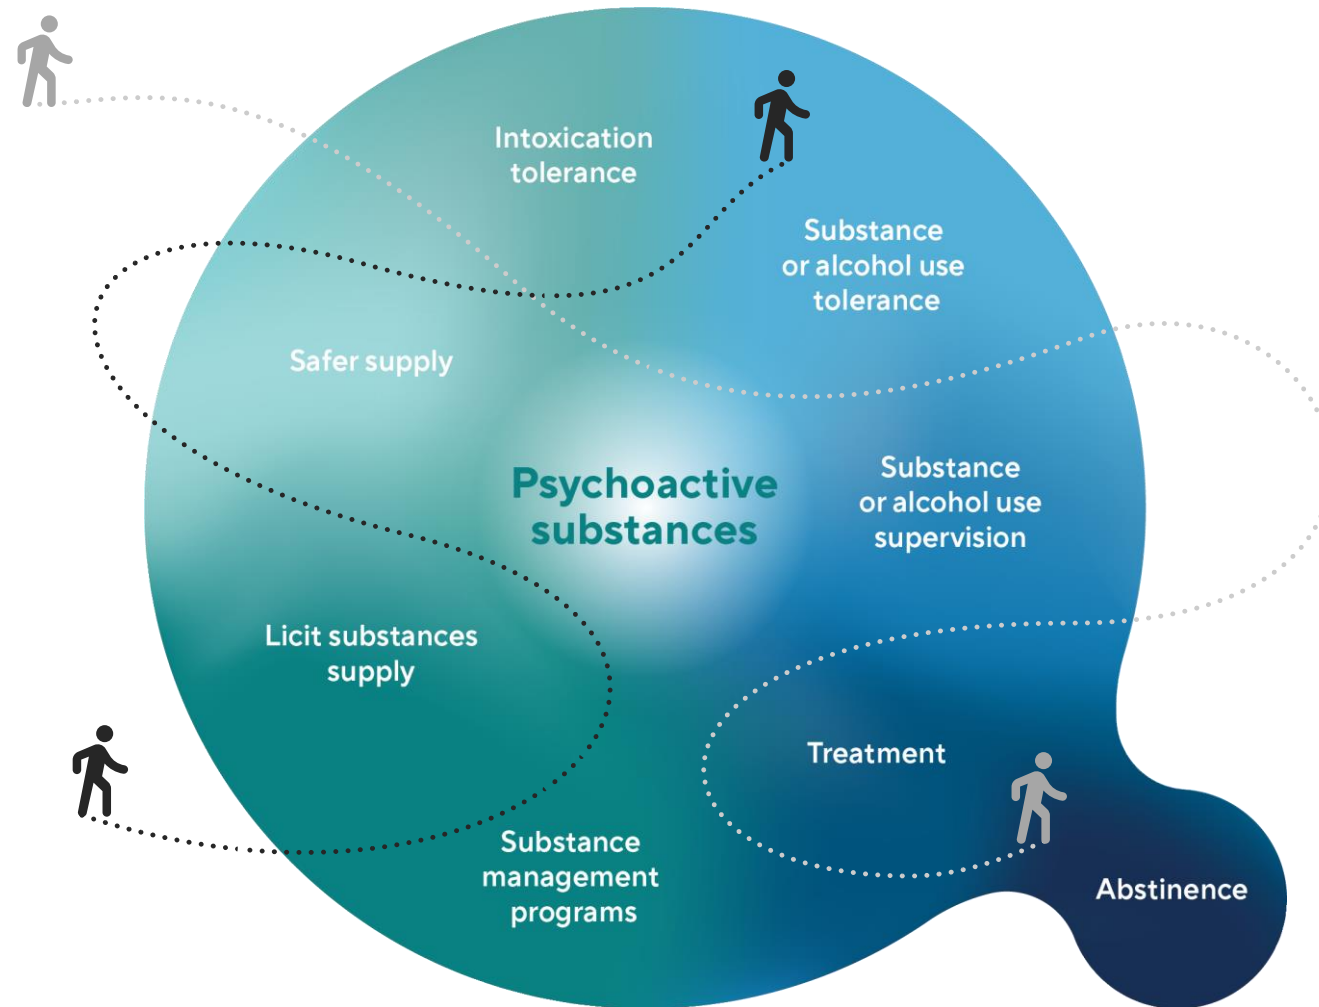 Intoxication
tolerance
Substance
or alcohol use
tolerance
Safer supply
Psychoactive
substances
Substance
or alcohol use
supervision
Licit substances
supply
Treatment
Substance
management
programs
Abstinence